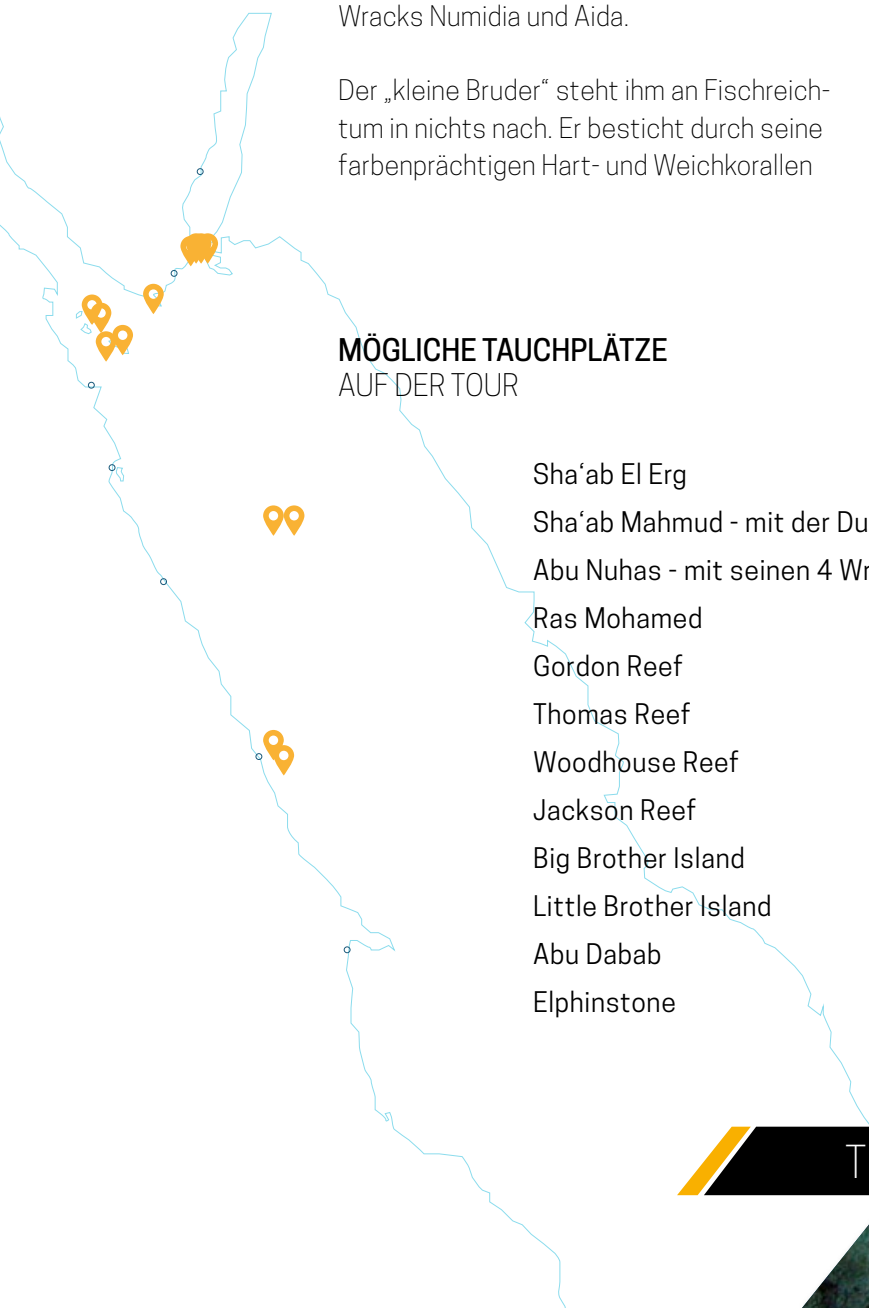 Wracks Numidia und Aida.
Der „kleine Bruder“ steht ihm an Fischreich-
tum in nichts nach. Er besticht durch seine
farbenprächtigen Hart- und Weichkorallen
MÖGLICHE TAUCHPLÄTZE
AUF DER TOUR
Sha‘ab El Erg
Sha‘ab Mahmud - mit der Du
Abu Nuhas - mit seinen 4 Wr
Ras Mohamed
Gordon Reef
Thomas Reef
Woodhouse Reef
Jackson Reef
Big Brother Island
Little Brother Island
Abu Dabab
Elphinstone
T